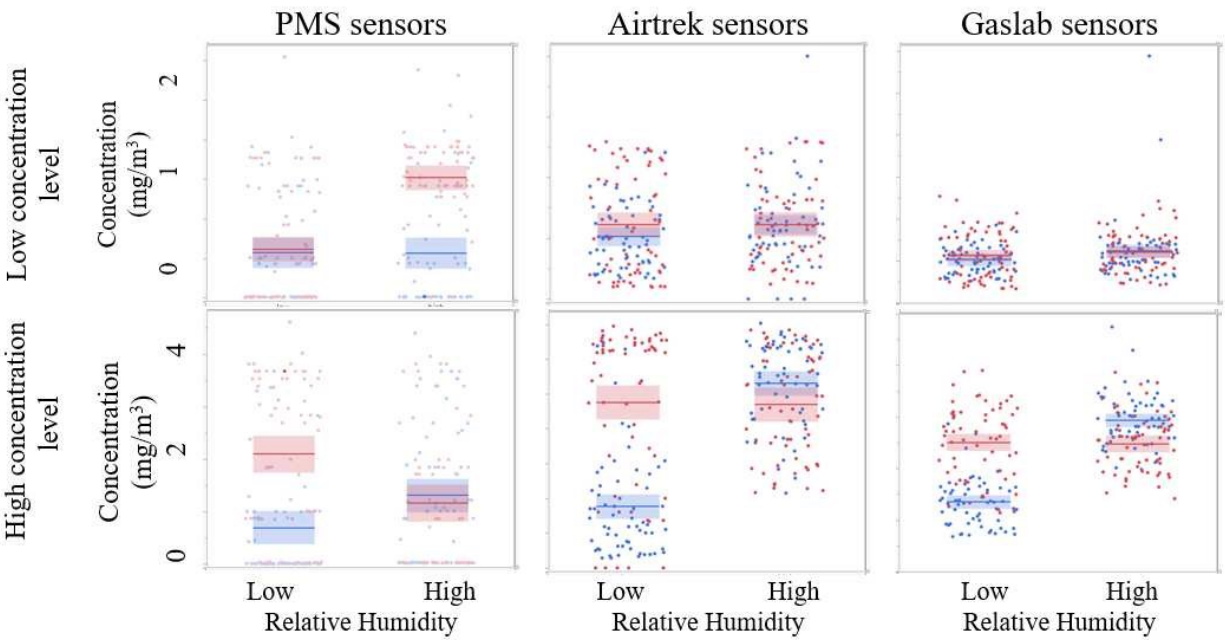 PMS sensors
Airtrek sensors
Gaslab sensors
Low concentration
level
Concentration
(mg/m³)
2
1
0
High concentration
level
Concentration
(mg/m³)
4
2
0
Low
High
Low
High
Low
High
Relative Humidity
Relative Humidity
Relative Humidity